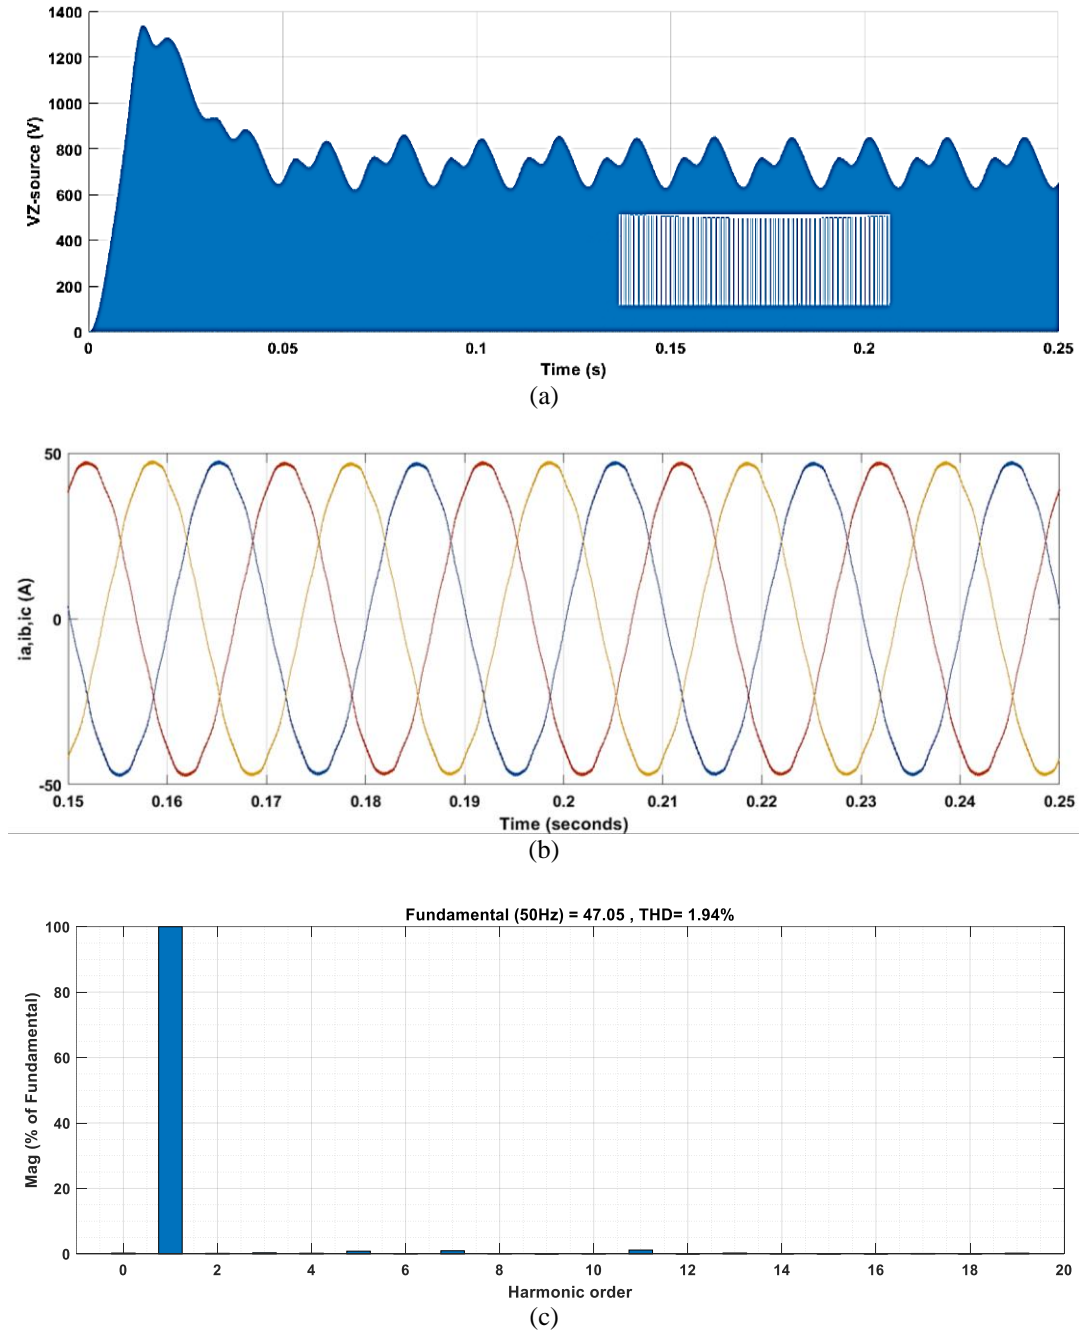 1400
1200
1000
800
600
400
200
0
VZ-source (V)
0 0.05 0.1 0.15 0.2 0.25
Time (s)
(a)
50
0
-50
ia,ib,ic (A)
0.15 0.16 0.17 0.18 0.19 0.2 0.21 0.22 0.23 0.24 0.25
Time (seconds)
(b)
Fundamental (50Hz) = 47.05 , THD= 1.94%
100
80
60
40
20
0
Mag (% of Fundamental)
0 2 4 6 8 10 12 14 16 18 20
Harmonic order
(c)